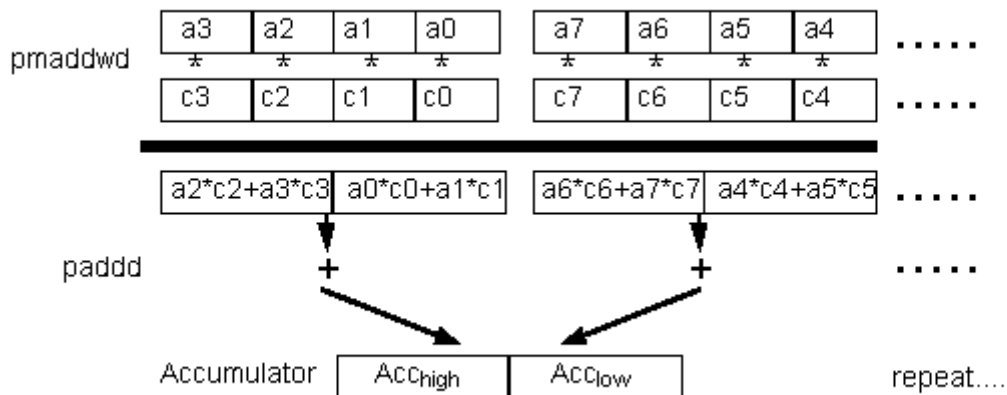 a3 a2 a1 a0 a7 a6 a5 a4 .....
pmaddwd * * * * * * * *
c3 c2 c1 c0 c7 c6 c5 c4 .....
a2*c2+a3*c3 a0*c0+a1*c1 a6*c6+a7*c7 a4*c4+a5*c5 .....
paddd + + .....
Accumulator Acchigh Acclow repeat....